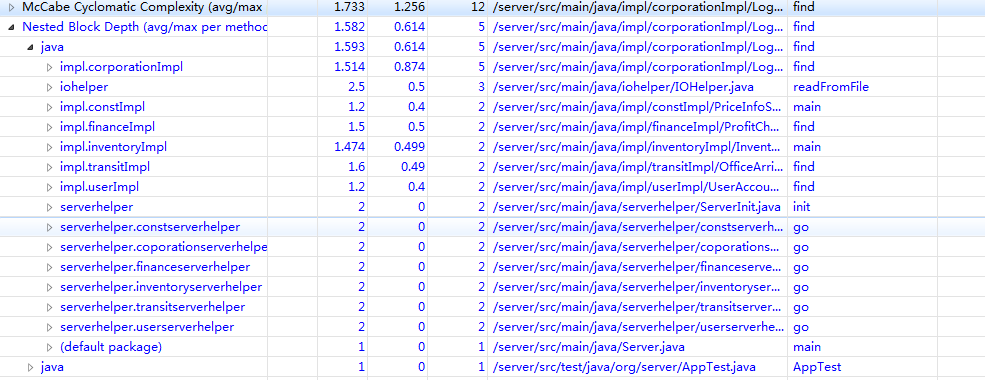 McCabe Cyclomatic Complexity (avg/max 1.733 1.256 12 /server/src/main/java/impl/corporationImpl/Log... find
Nested Block Depth (avg/max per method 1.582 0.614 5 /server/src/main/java/impl/corporationImpl/Log... find
java 1.593 0.614 5 /server/src/main/java/impl/corporationImpl/Log... find
impl.corporationImpl 1.514 0.874 5 /server/src/main/java/impl/corporationImpl/Log... find
iohelper 2.5 0.5 3 /server/src/main/java/iohelper/IOHelper.java readFromFile
impl.constImpl 1.2 0.4 2 /server/src/main/java/impl/constImpl/PriceInfoS... main
impl.financeImpl 1.5 0.5 2 /server/src/main/java/impl/financeImpl/ProfitCh... find
impl.inventoryImpl 1.474 0.499 2 /server/src/main/java/impl/inventoryImpl/Invent... main
impl.transitImpl 1.6 0.49 2 /server/src/main/java/impl/transitImpl/OfficeArri... find
impl.userImpl 1.2 0.4 2 /server/src/main/java/impl/userImpl/UserAccou... find
serverhelper 2 0 2 /server/src/main/java/serverhelper/ServerInit.java init
serverhelper.constserverhelper 2 0 2 /server/src/main/java/serverhelper/constserverh... go
serverhelper.coporationserverhelpe 2 0 2 /server/src/main/java/serverhelper/coporations... go
serverhelper.financeserverhelper 2 0 2 /server/src/main/java/serverhelper/financeserve... go
serverhelper.inventoryserverhelper 2 0 2 /server/src/main/java/serverhelper/inventoryser... go
serverhelper.transitserverhelper 2 0 2 /server/src/main/java/serverhelper/transitserver... go
serverhelper.userserverhelper 2 0 2 /server/src/main/java/serverhelper/userserverhe... go
(default package) 1 0 1 /server/src/main/java/Server.java main
java 1 0 1 /server/src/test/java/org/server/AppTest.java AppTest